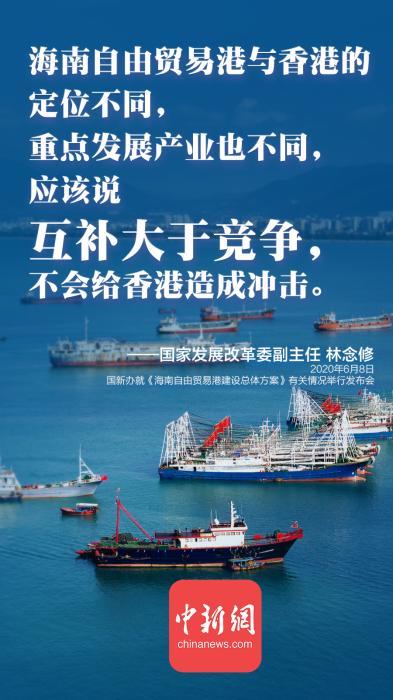 海南自由贸易港与香港的
定位不同，
重点发展产业也不同，
应该说
互补大于竞争，
不会给香港造成冲击。
——国家发展改革委副主任 林念修
2020年6月8日
国新办就《海南自由贸易港建设总体方案》有关情况举行发布会
中新網
chinanews.com